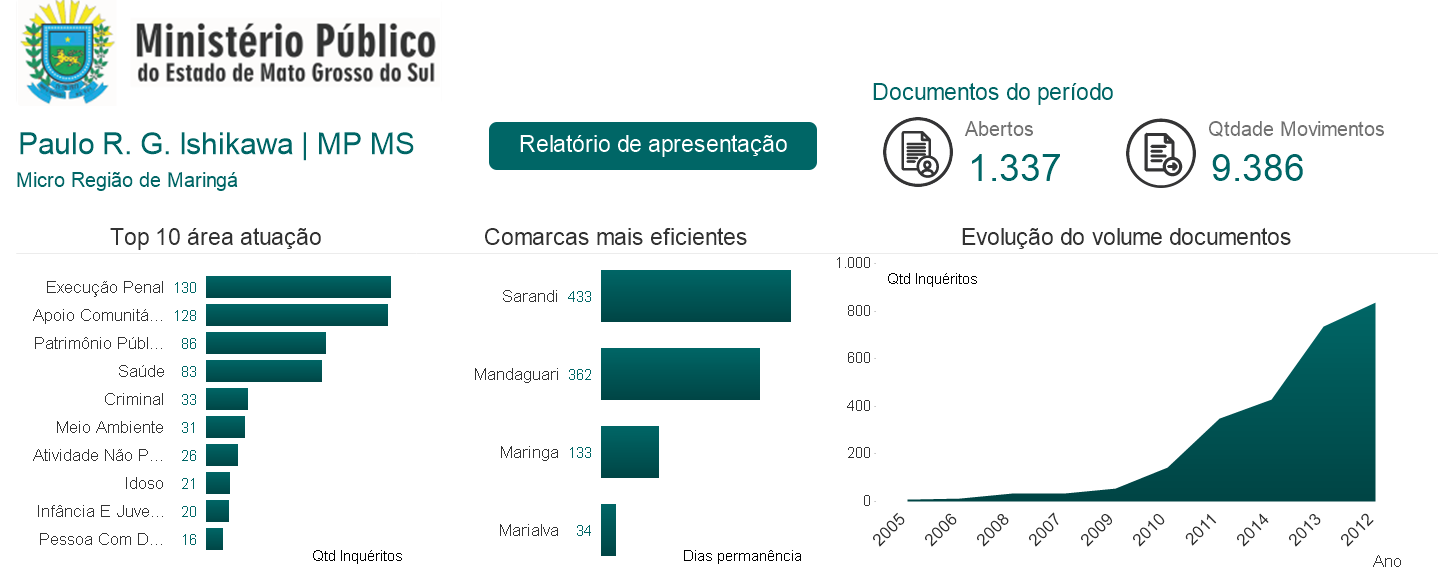 Ministério Público
do Estado de Mato Grosso do Sul
Documentos do período
Paulo R. G. Ishikawa | MP MS
Micro Região de Maringá
Relatório de apresentação
Abertos
1.337
Qtdade Movimentos
9.386
Top 10 área atuação
Execução Penal 130
Apoio Comunitá... 128
Patrimônio Públ... 86
Saúde 83
Criminal 33
Meio Ambiente 31
Atividade Não P... 26
Idoso 21
Infância E Juve... 20
Pessoa Com D... 16
Qtd Inquéritos
Comarcas mais eficientes
Sarandi 433
Mandaguari 362
Maringa 133
Marialva 34
Dias permanência
Evolução do volume documentos
Qtd Inquéritos
1.000
800
600
400
200
0
2005 2006 2008 2007 2009 2010 2011 2014 2013 2012
Ano